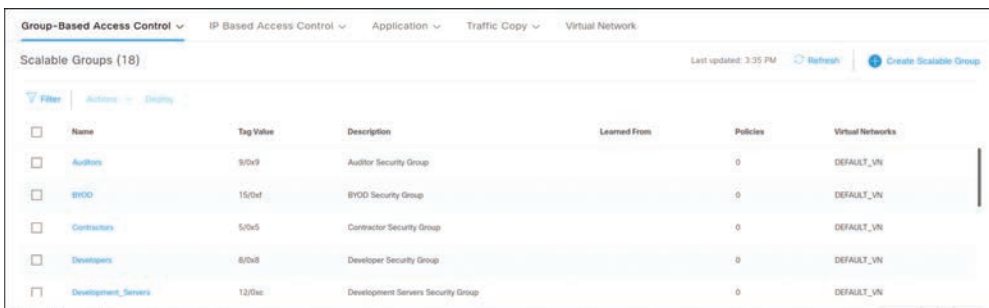 Group-Based Access Control IP Based Access Control Application Traffic Copy Virtual Network
Scalable Groups (18) Last updated: 3:35 PM Refresh Create Scalable Group
Filter Actions Deploy
Name Tag Value Description Learned From Policies Virtual Networks
Auditors 9/0x9 Auditor Security Group 0 DEFAULT_VN
BYOD 15/0xf BYOD Security Group 0 DEFAULT_VN
Contractors 5/0x5 Contractor Security Group 0 DEFAULT_VN
Developers 8/0x8 Developer Security Group 0 DEFAULT_VN
Development_Servers 12/0xc Development Servers Security Group 0 DEFAULT_VN